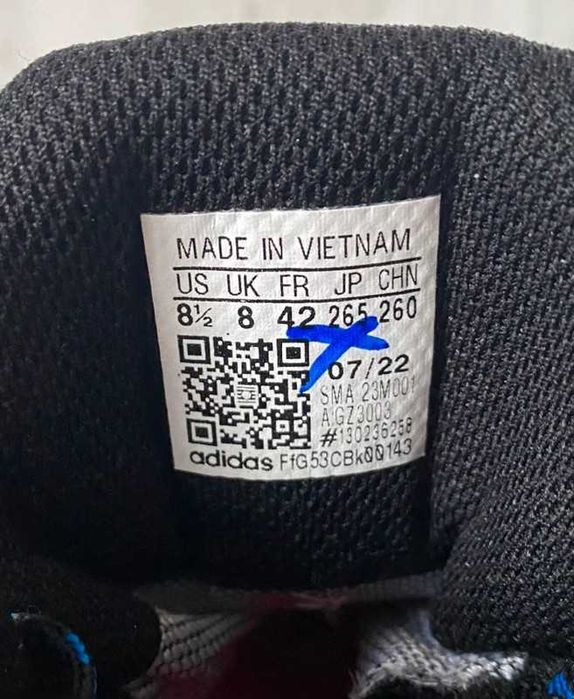 MADE IN VIETNAM
US UK FR JP CHN
8½ 8 42 265 260
07/22
SMA 23M001
A:GZ3003
#130236258
adidas FfG53CBk00143